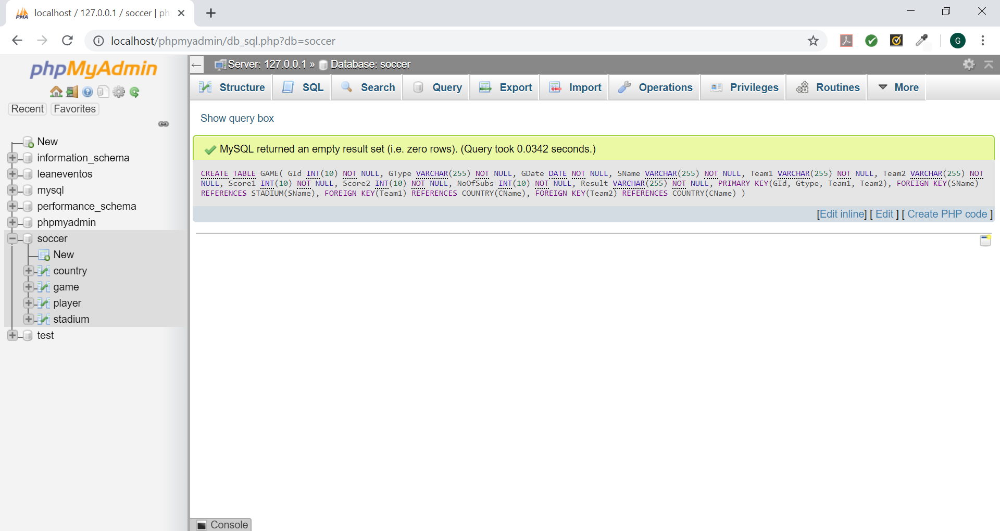 localhost / 127.0.0.1 / soccer | ph
localhost/phpmyadmin/db_sql.php?db=soccer
G
phpMyAdmin
Recent Favorites
New
information_schema
leaneventos
mysql
performance_schema
phpmyadmin
soccer
New
country
game
player
stadium
test
Server: 127.0.0.1 » Database: soccer
Structure SQL Search Query Export Import Operations Privileges Routines More
Show query box
MySQL returned an empty result set (i.e. zero rows). (Query took 0.0342 seconds.)
CREATE TABLE GAME( GId INT(10) NOT NULL, GType VARCHAR(255) NOT NULL, GDate DATE NOT NULL, SName VARCHAR(255) NOT NULL, Team1 VARCHAR(255) NOT NULL, Team2 VARCHAR(255) NOT
NULL, Score1 INT(10) NOT NULL, Score2 INT(10) NOT NULL, NoOfSubs INT(10) NOT NULL, Result VARCHAR(255) NOT NULL, PRIMARY KEY(GId, Gtype, Team1, Team2), FOREIGN KEY(SName)
REFERENCES STADIUM(SName), FOREIGN KEY(Team1) REFERENCES COUNTRY(CName), FOREIGN KEY(Team2) REFERENCES COUNTRY(CName) )
[Edit inline] [ Edit ] [ Create PHP code ]
Console